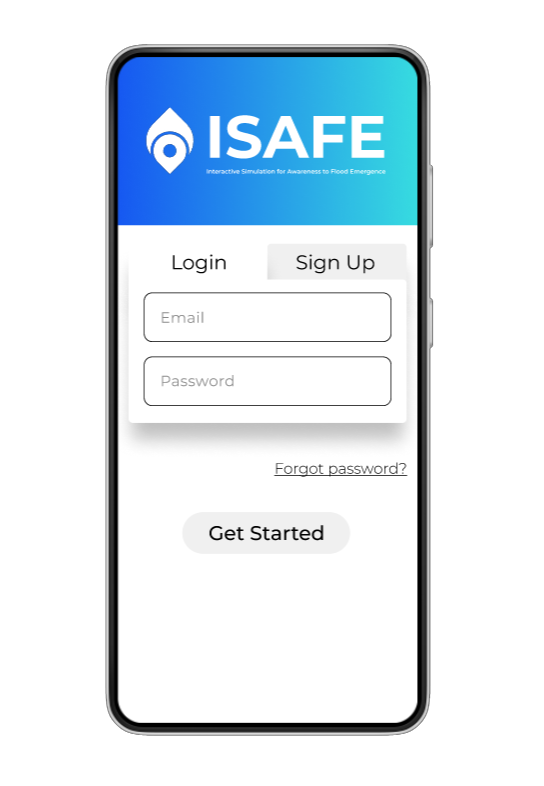 ISAFE
Interactive Simulation for Awareness to Flood Emergence
Login
Sign Up
Email
Password
Forgot password?
Get Started